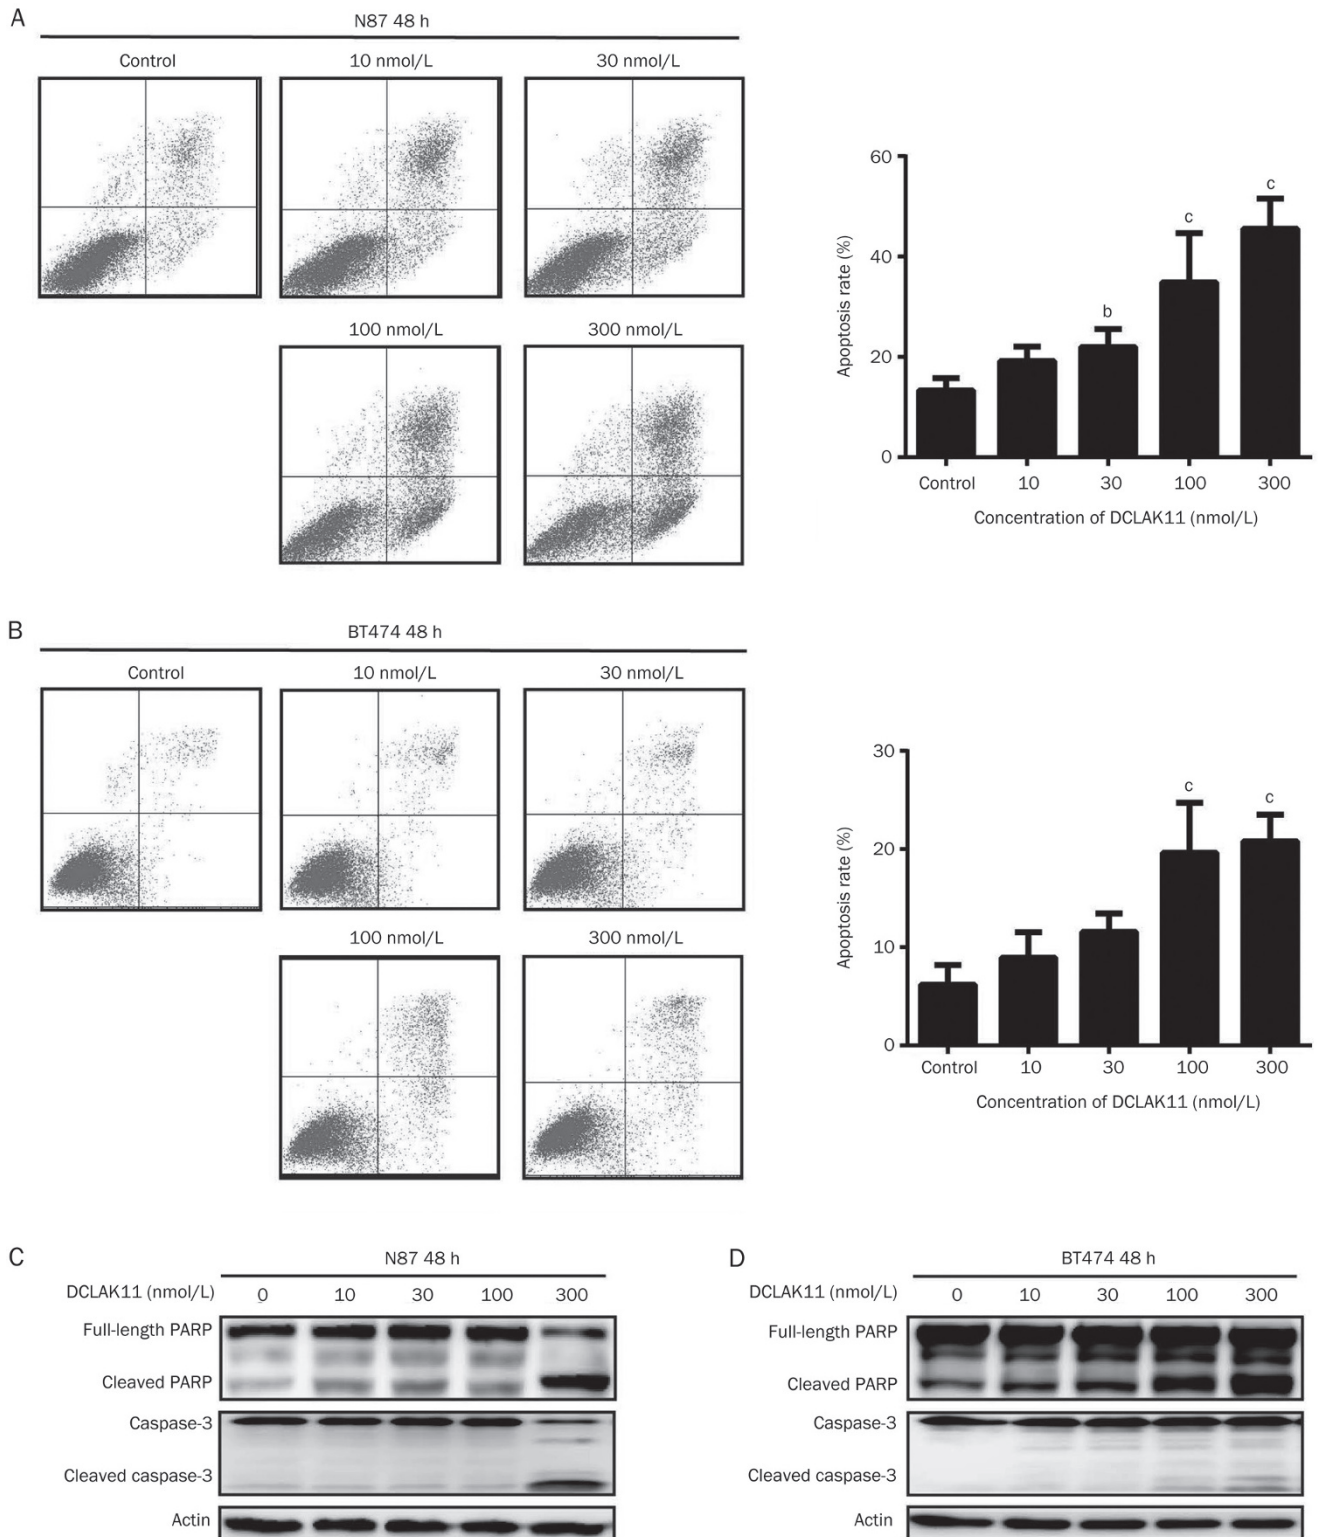 A
N87 48 h
Control 10 nmol/L 30 nmol/L
100 nmol/L 300 nmol/L
60
40
20
0
Apoptosis rate (%)
b
c
c
Control 10 30 100 300
Concentration of DCLAK11 (nmol/L)
B
BT474 48 h
Control 10 nmol/L 30 nmol/L
100 nmol/L 300 nmol/L
30
20
10
0
Apoptosis rate (%)
c
c
Control 10 30 100 300
Concentration of DCLAK11 (nmol/L)
C
N87 48 h
DCLAK11 (nmol/L) 0 10 30 100 300
Full-length PARP
Cleaved PARP
Caspase-3
Cleaved caspase-3
Actin
D
BT474 48 h
DCLAK11 (nmol/L) 0 10 30 100 300
Full-length PARP
Cleaved PARP
Caspase-3
Cleaved caspase-3
Actin